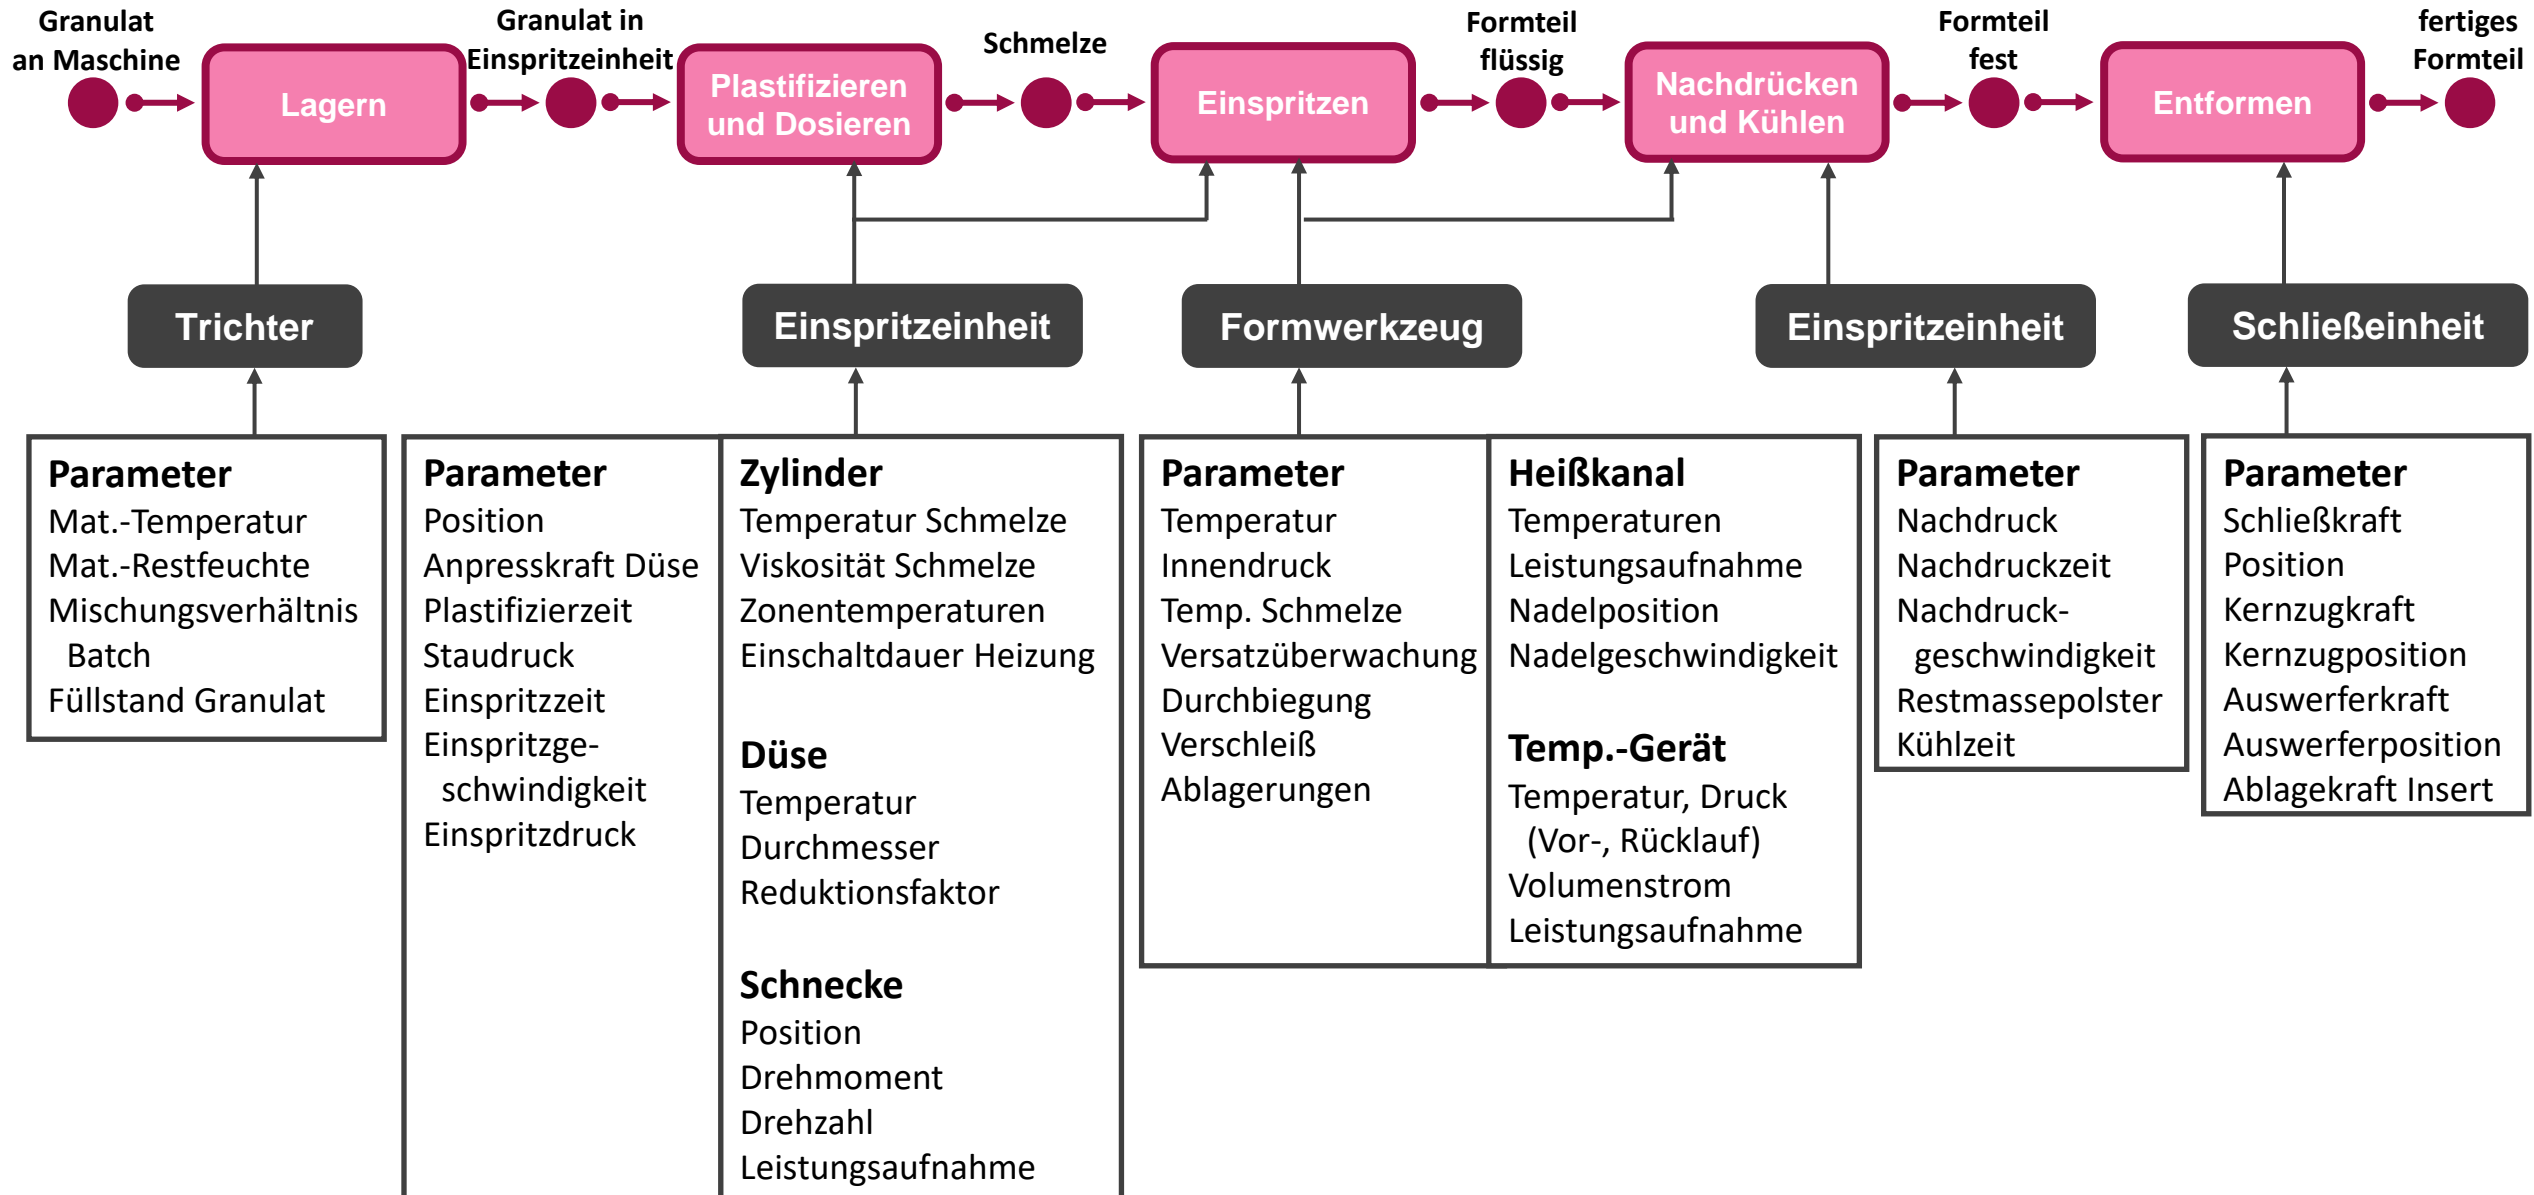 Granulat
an Maschine
Granulat in
Einspritzeinheit
Schmelze
Formteil
flüssig
Formteil
fest
fertiges
Formteil
Lagern
Plastifizieren
und Dosieren
Einspritzen
Nachdrücken
und Kühlen
Entformen
Trichter
Einspritzeinheit
Formwerkzeug
Einspritzeinheit
Schließeinheit
Parameter
Mat.-Temperatur
Mat.-Restfeuchte
Mischungsverhältnis
Batch
Füllstand Granulat
Parameter
Position
Anpresskraft Düse
Plastifizierzeit
Staudruck
Einspritzzeit
Einspritzge-
schwindigkeit
Einspritzdruck
Zylinder
Temperatur Schmelze
Viskosität Schmelze
Zonentemperaturen
Einschaltdauer Heizung
Düse
Temperatur
Durchmesser
Reduktionsfaktor
Schnecke
Position
Drehmoment
Drehzahl
Leistungsaufnahme
Parameter
Temperatur
Innendruck
Temp. Schmelze
Versatzüberwachung
Durchbiegung
Verschleiß
Ablagerungen
Heißkanal
Temperaturen
Leistungsaufnahme
Nadelposition
Nadelgeschwindigkeit
Temp.-Gerät
Temperatur, Druck
(Vor-, Rücklauf)
Volumenstrom
Leistungsaufnahme
Parameter
Nachdruck
Nachdruckzeit
Nachdruck-
geschwindigkeit
Restmassepolster
Kühlzeit
Parameter
Schließkraft
Position
Kernzugkraft
Kernzugposition
Auswerferkraft
Auswerferposition
Ablagekraft Insert